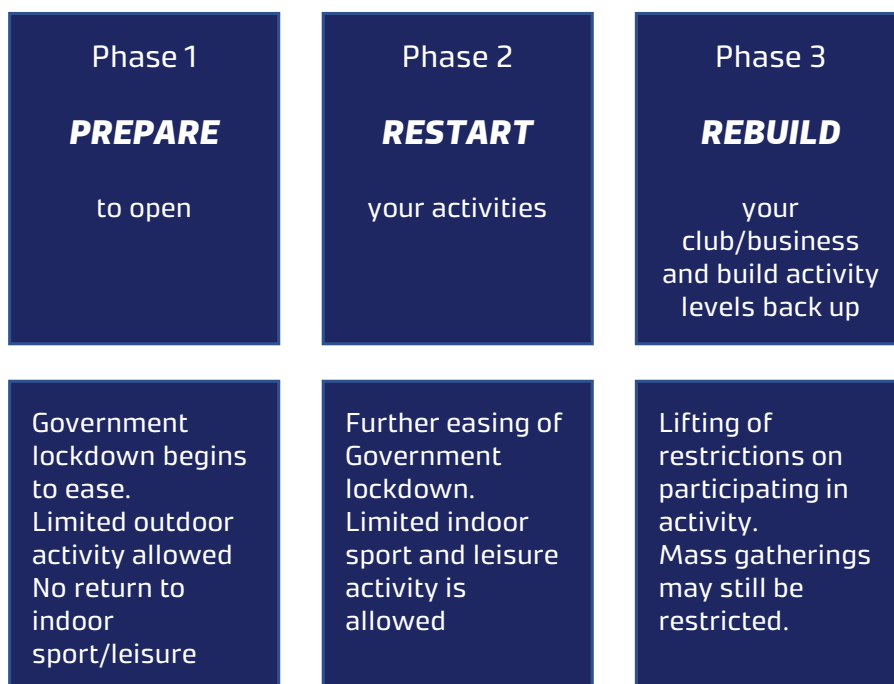 Phase 1
PREPARE
to open
Phase 2
RESTART
your activities
Phase 3
REBUILD
your
club/business
and build activity
levels back up
Government
lockdown begins
to ease.
Limited outdoor
activity allowed
No return to
indoor
sport/leisure
Further easing of
Government
lockdown.
Limited indoor
sport and leisure
activity is
allowed
Lifting of
restrictions on
participating in
activity.
Mass gatherings
may still be
restricted.